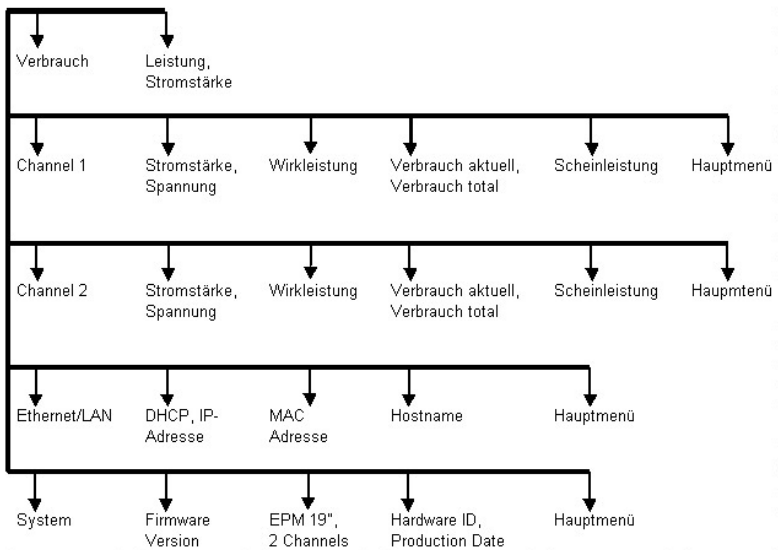 Verbrauch Leistung,
Stromstärke
Channel 1 Stromstärke, Wirkleistung Verbrauch aktuell, Scheinleistung Hauptmenü
Spannung Verbrauch total
Channel 2 Stromstärke, Wirkleistung Verbrauch aktuell, Scheinleistung Haupmtenü
Spannung Verbrauch total
Ethernet/LAN DHCP, IP- MAC Hostname Hauptmenü
Adresse Adresse
System Firmware EPM 19", Hardware ID, Hauptmenü
Version 2 Channels Production Date